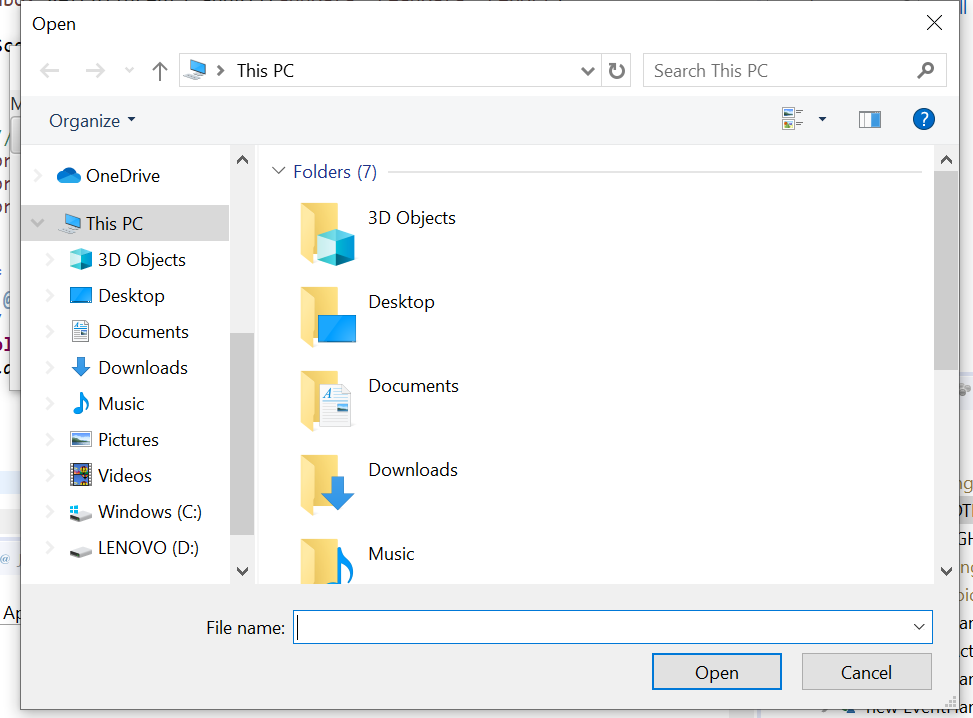 Open
This PC
Search This PC
Organize
?
OneDrive
This PC
3D Objects
Desktop
Documents
Downloads
Music
Pictures
Videos
Windows (C:)
LENOVO (D:)
Folders (7)
3D Objects
Desktop
Documents
Downloads
Music
File name:
Open
Cancel